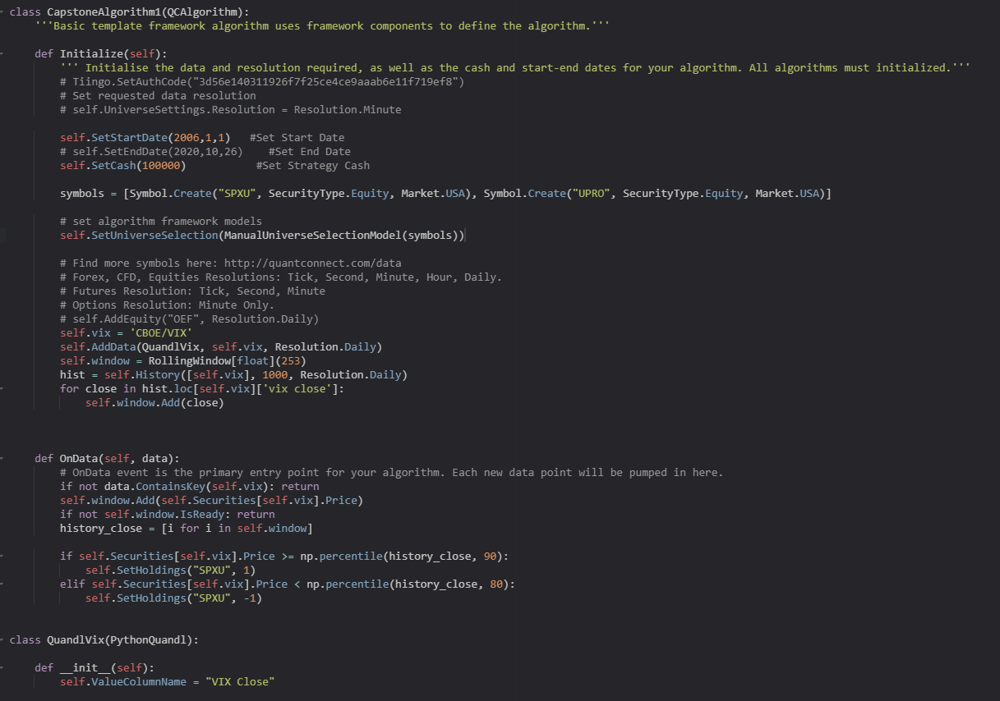 class CapstoneAlgorithm1(QCAlgorithm):
    '''Basic template framework algorithm uses framework components to define the algorithm.'''

    def Initialize(self):
        ''' Initialise the data and resolution required, as well as the cash and start-end dates for your algorithm. All algorithms must initialized.'''
        # Tiingo.SetAuthCode("3d56e140311926f7f25ce4ce9aaab6e11f719ef8")
        # Set requested data resolution
        # self.UniverseSettings.Resolution = Resolution.Minute

        self.SetStartDate(2006,1,1)   #Set Start Date
        # self.SetEndDate(2020,10,26)    #Set End Date
        self.SetCash(100000)           #Set Strategy Cash

        symbols = [Symbol.Create("SPXU", SecurityType.Equity, Market.USA), Symbol.Create("UPRO", SecurityType.Equity, Market.USA)]

        # set algorithm framework models
        self.SetUniverseSelection(ManualUniverseSelectionModel(symbols))

        # Find more symbols here: http://quantconnect.com/data
        # Forex, CFD, Equities Resolutions: Tick, Second, Minute, Hour, Daily.
        # Futures Resolution: Tick, Second, Minute
        # Options Resolution: Minute Only.
        # self.AddEquity("OEF", Resolution.Daily)
        self.vix = 'CBOE/VIX'
        self.AddData(QuandlVix, self.vix, Resolution.Daily)
        self.window = RollingWindow[float](253)
        hist = self.History([self.vix], 1000, Resolution.Daily)
        for close in hist.loc[self.vix]['vix close']:
            self.window.Add(close)

    def OnData(self, data):
        # OnData event is the primary entry point for your algorithm. Each new data point will be pumped in here.
        if not data.ContainsKey(self.vix): return
        self.window.Add(self.Securities[self.vix].Price)
        if not self.window.IsReady: return
        history_close = [i for i in self.window]

        if self.Securities[self.vix].Price >= np.percentile(history_close, 90):
            self.SetHoldings("SPXU", 1)
        elif self.Securities[self.vix].Price < np.percentile(history_close, 80):
            self.SetHoldings("SPXU", -1)

class QuandlVix(PythonQuandl):

    def __init__(self):
        self.ValueColumnName = "VIX Close"